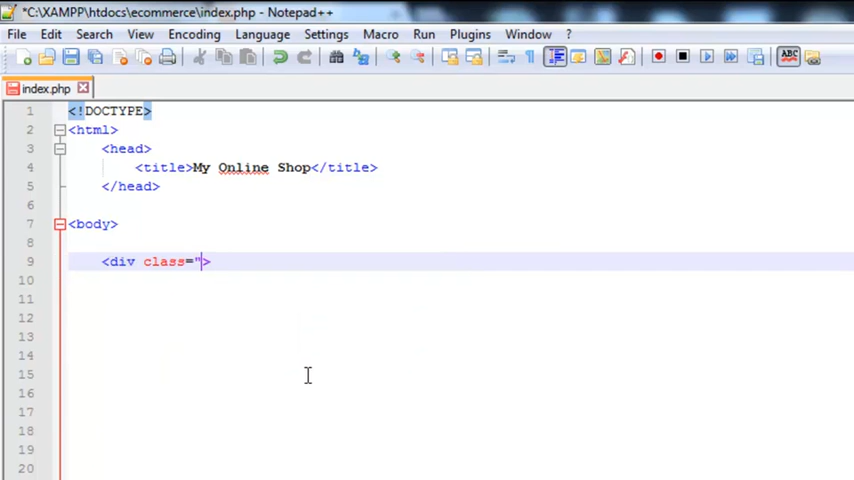 *C:\XAMPP\htdocs\ecommerce\index.php - Notepad++
File Edit Search View Encoding Language Settings Macro Run Plugins Window ?
ABC
index.php
1 <!DOCTYPE>
2 <html>
3 <head>
4 <title>My Online Shop</title>
5 </head>
6
7 <body>
8
9 <div class=">
10
11
12
13
14
15
16
17
18
19
20